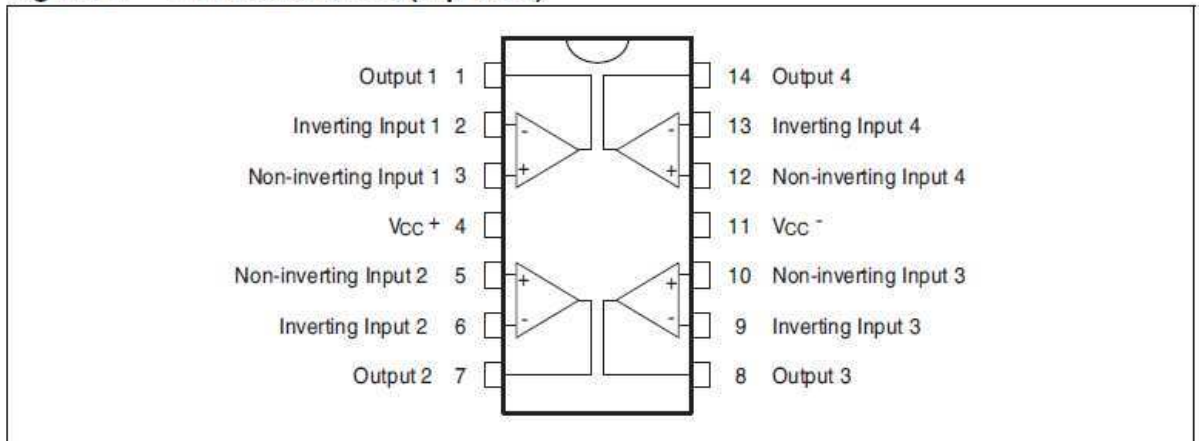 Output 1 1
14 Output 4
Inverting Input 1 2
13 Inverting Input 4
Non-inverting Input 1 3
12 Non-inverting Input 4
VCC + 4
11 VCC -
Non-inverting Input 2 5
10 Non-inverting Input 3
Inverting Input 2 6
9 Inverting Input 3
Output 2 7
8 Output 3
- -
+ +
+ +
- -